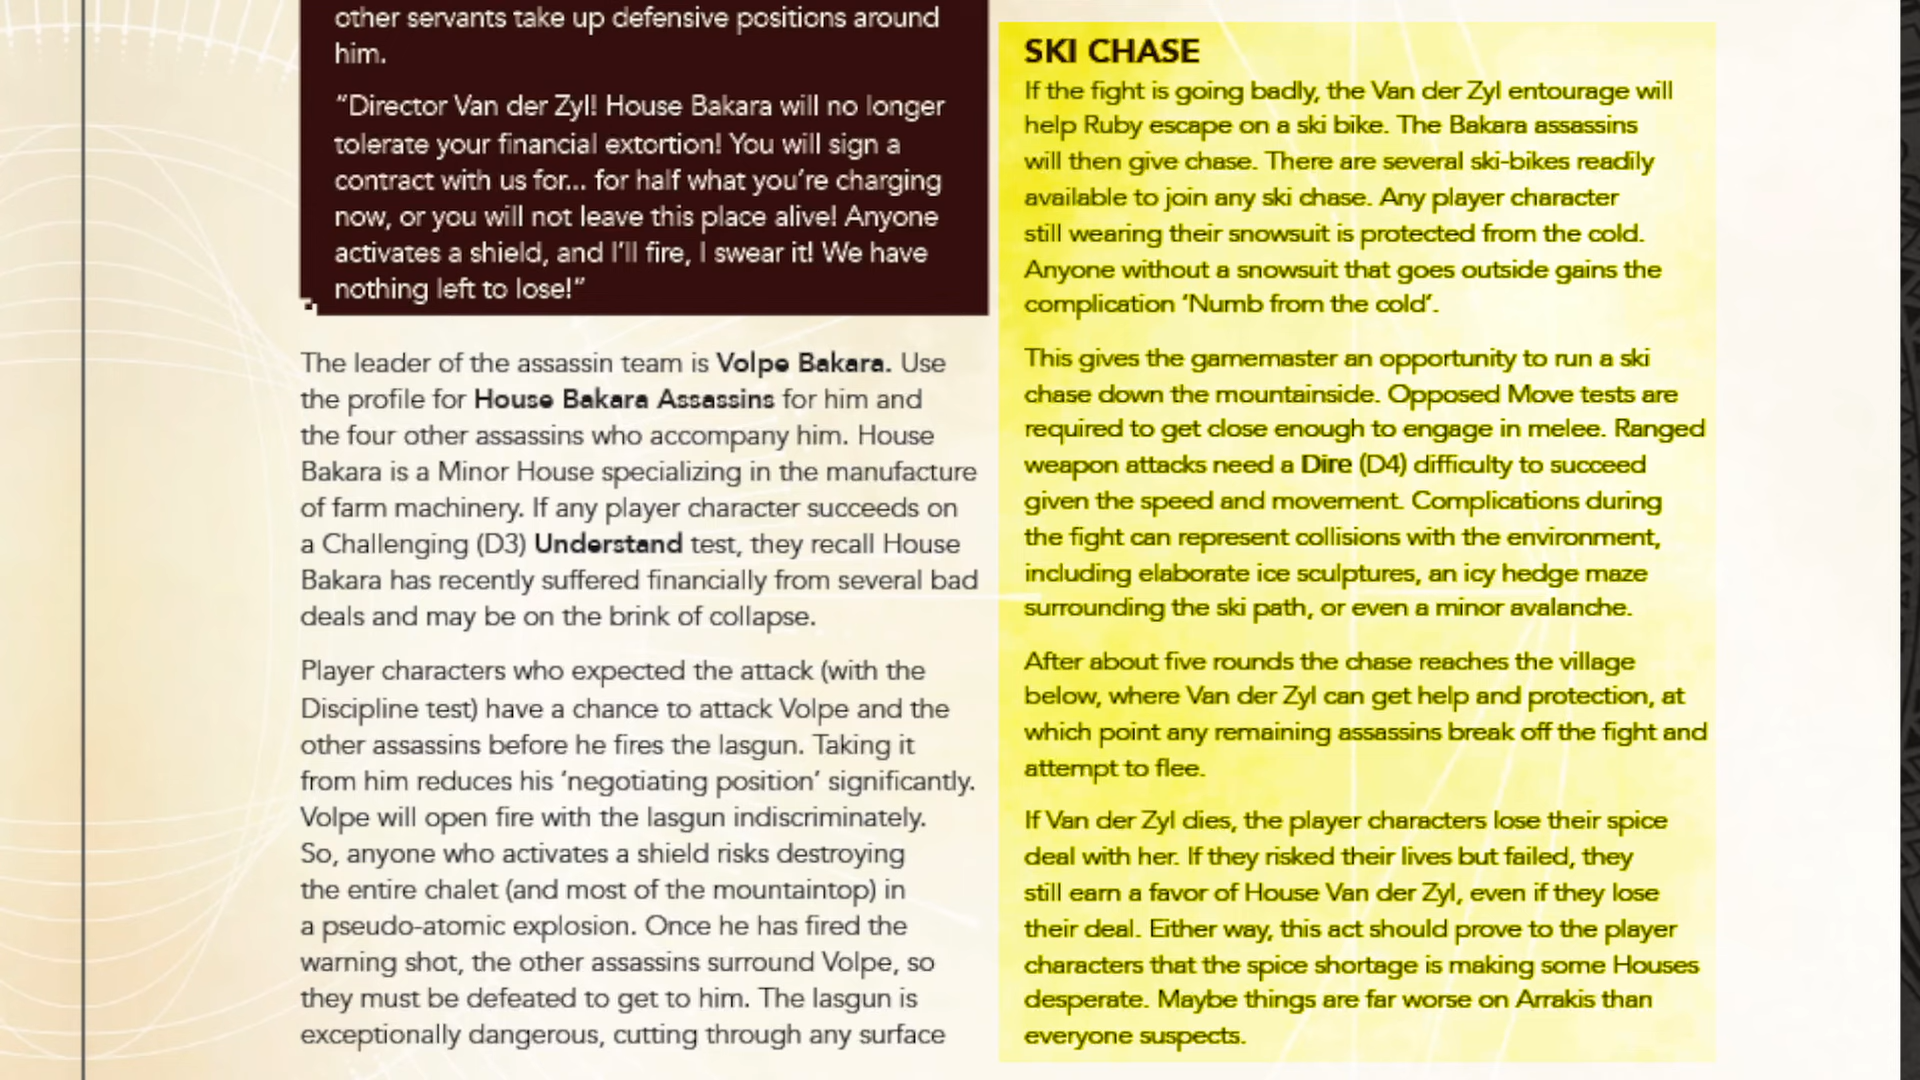 other servants take up defensive positions around
him.
“Director Van der Zyl! House Bakara will no longer
tolerate your financial extortion! You will sign a
contract with us for... for half what you’re charging
now, or you will not leave this place alive! Anyone
activates a shield, and I’ll fire, I swear it! We have
nothing left to lose!”
The leader of the assassin team is Volpe Bakara. Use
the profile for House Bakara Assassins for him and
the four other assassins who accompany him. House
Bakara is a Minor House specializing in the manufacture
of farm machinery. If any player character succeeds on
a Challenging (D3) Understand test, they recall House
Bakara has recently suffered financially from several bad
deals and may be on the brink of collapse.
Player characters who expected the attack (with the
Discipline test) have a chance to attack Volpe and the
other assassins before he fires the lasgun. Taking it
from him reduces his ‘negotiating position’ significantly.
Volpe will open fire with the lasgun indiscriminately.
So, anyone who activates a shield risks destroying
the entire chalet (and most of the mountaintop) in
a pseudo-atomic explosion. Once he has fired the
warning shot, the other assassins surround Volpe, so
they must be defeated to get to him. The lasgun is
exceptionally dangerous, cutting through any surface
SKI CHASE
If the fight is going badly, the Van der Zyl entourage will
help Ruby escape on a ski bike. The Bakara assassins
will then give chase. There are several ski-bikes readily
available to join any ski chase. Any player character
still wearing their snowsuit is protected from the cold.
Anyone without a snowsuit that goes outside gains the
complication ‘Numb from the cold’.
This gives the gamemaster an opportunity to run a ski
chase down the mountainside. Opposed Move tests are
required to get close enough to engage in melee. Ranged
weapon attacks need a Dire (D4) difficulty to succeed
given the speed and movement. Complications during
the fight can represent collisions with the environment,
including elaborate ice sculptures, an icy hedge maze
surrounding the ski path, or even a minor avalanche.
After about five rounds the chase reaches the village
below, where Van der Zyl can get help and protection, at
which point any remaining assassins break off the fight and
attempt to flee.
If Van der Zyl dies, the player characters lose their spice
deal with her. If they risked their lives but failed, they
still earn a favor of House Van der Zyl, even if they lose
their deal. Either way, this act should prove to the player
characters that the spice shortage is making some Houses
desperate. Maybe things are far worse on Arrakis than
everyone suspects.